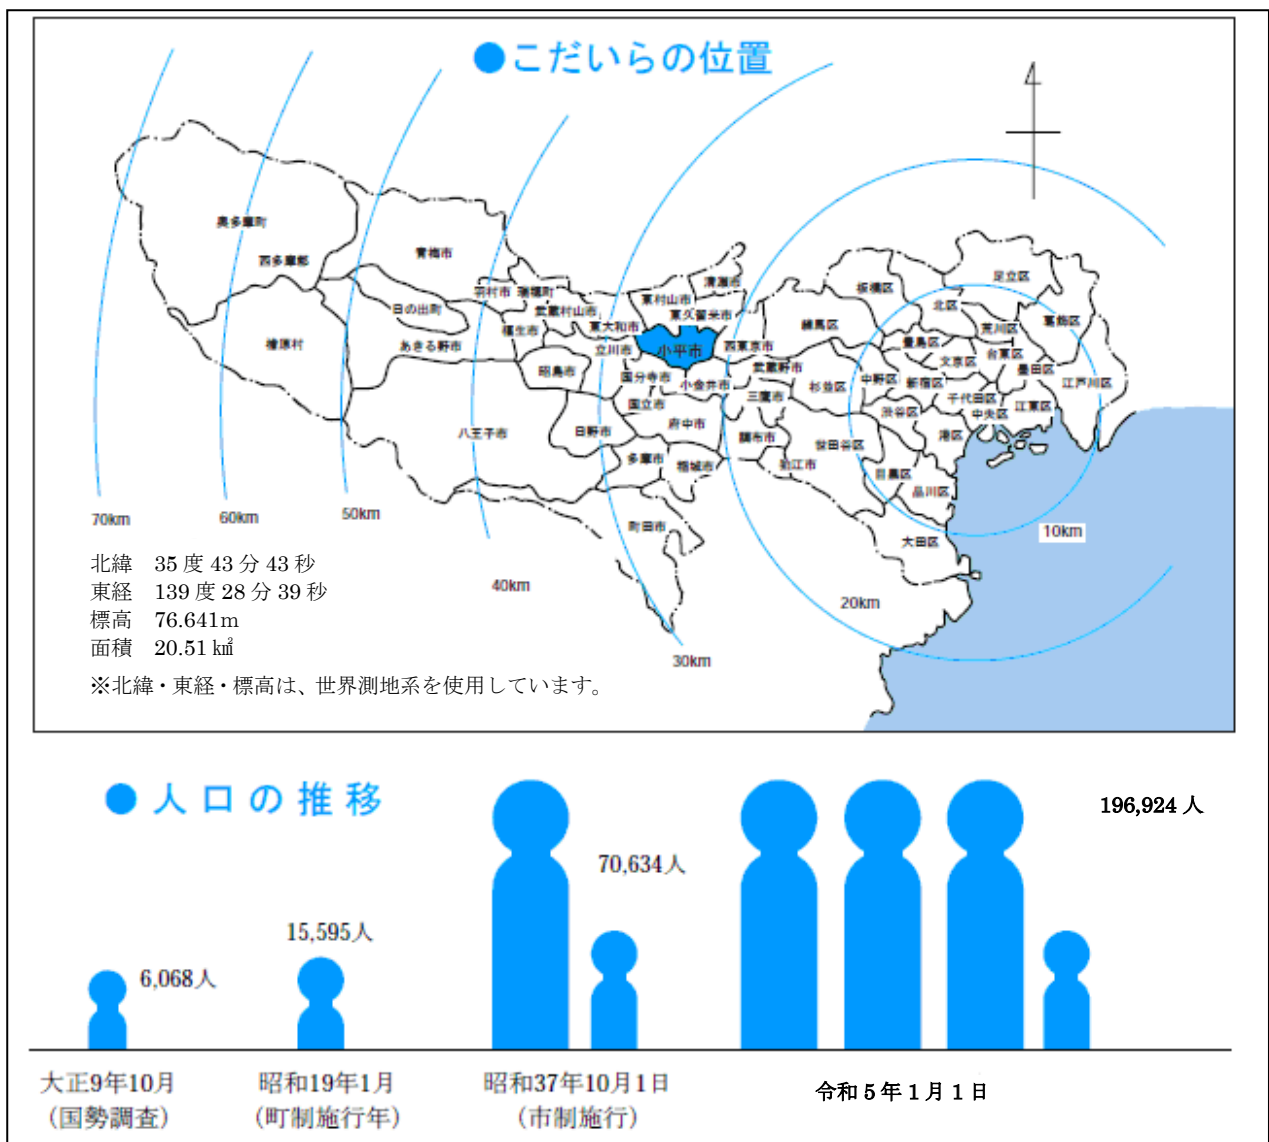 ●こだいらの位置
奥多摩町
西多摩郡
青梅市
檜原村
日の出町
あきる野市
羽村市
瑞穂町
武蔵村山市
福生市
東大和市
立川市
昭島市
八王子市
日野市
東村山市
清瀬市
東久留米市
小平市
西東京市
国分寺市
小金井市
国立市
府中市
多摩市
稲城市
町田市
武蔵野市
三鷹市
調布市
狛江市
練馬区
板橋区
北区
足立区
葛飾区
荒川区
豊島区
文京区
台東区
墨田区
江戸川区
杉並区
中野区
新宿区
千代田区
中央区
江東区
渋谷区
港区
世田谷区
目黒区
品川区
大田区
70km
60km
50km
40km
30km
20km
10km
北緯 35度43分43秒
東経 139度28分39秒
標高 76.641m
面積 20.51㎢
※北緯・東経・標高は、世界測地系を使用しています。
●人口の推移
6,068人
15,595人
70,634人
196,924人
大正9年10月
(国勢調査)
昭和19年1月
(町制施行年)
昭和37年10月1日
(市制施行)
令和5年1月1日